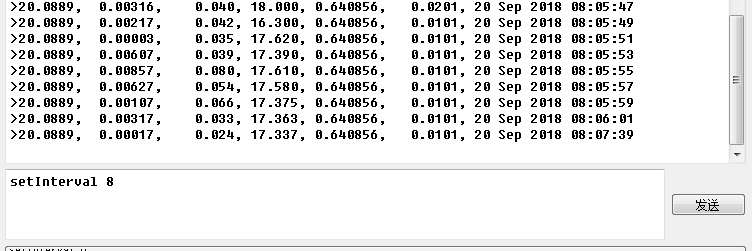 >20.0889,  0.00316,    0.040, 18.000, 0.640856,   0.0201, 20 Sep 2018 08:05:47
>20.0889,  0.00217,    0.042, 16.300, 0.640856,   0.0101, 20 Sep 2018 08:05:49
>20.0889,  0.00003,    0.035, 17.620, 0.640856,   0.0101, 20 Sep 2018 08:05:51
>20.0889,  0.00607,    0.039, 17.390, 0.640856,   0.0101, 20 Sep 2018 08:05:53
>20.0889,  0.00857,    0.080, 17.610, 0.640856,   0.0101, 20 Sep 2018 08:05:55
>20.0889,  0.00627,    0.054, 17.580, 0.640856,   0.0101, 20 Sep 2018 08:05:57
>20.0889,  0.00107,    0.066, 17.375, 0.640856,   0.0101, 20 Sep 2018 08:05:59
>20.0889,  0.00317,    0.033, 17.363, 0.640856,   0.0101, 20 Sep 2018 08:06:01
>20.0889,  0.00017,    0.024, 17.337, 0.640856,   0.0101, 20 Sep 2018 08:07:39
setInterval 8
发送